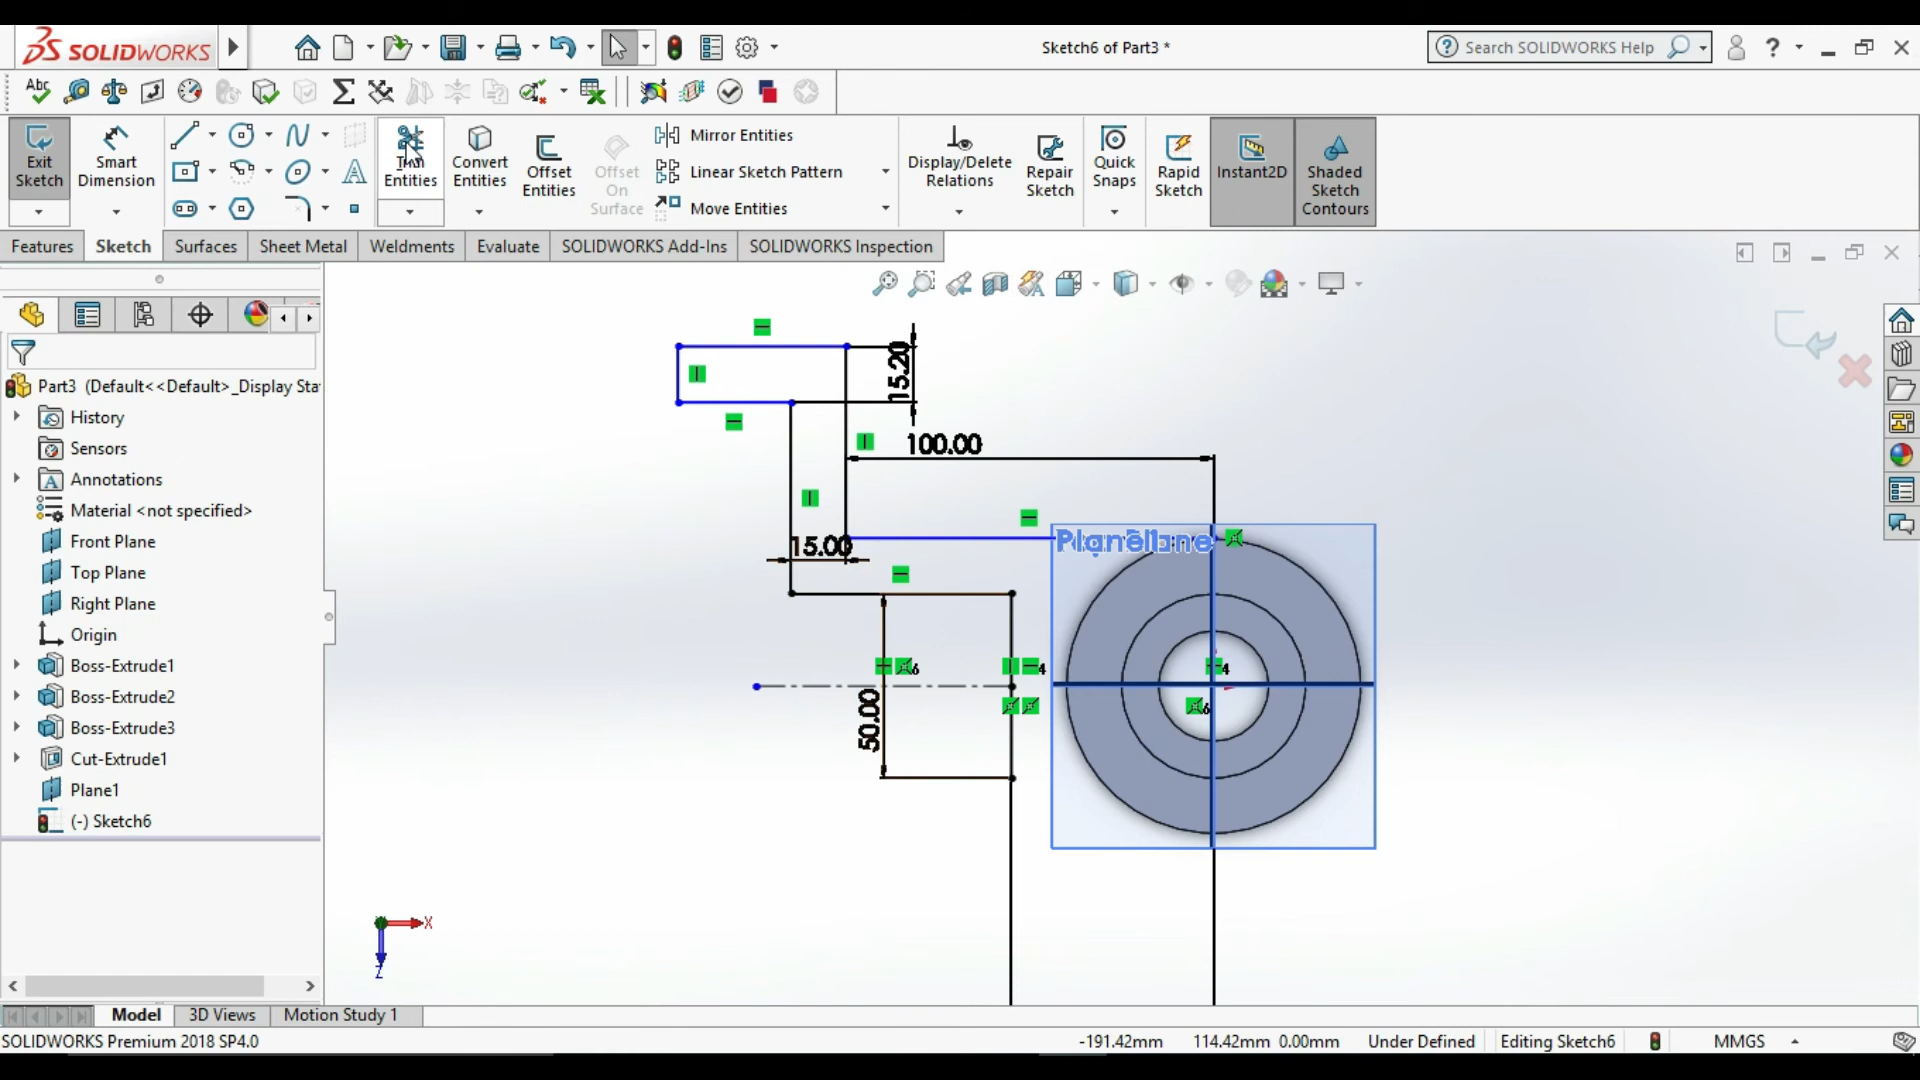 SOLIDWORKS
Sketch6 of Part3 *
Search SOLIDWORKS Help
Abc
Exit Sketch
Smart Dimension
Entities
Convert Entities
Offset Entities
Offset On Surface
Mirror Entities
Linear Sketch Pattern
Move Entities
Display/Delete Relations
Repair Sketch
Quick Snaps
Rapid Sketch
Instant2D
Shaded Sketch Contours
Features
Sketch
Surfaces
Sheet Metal
Weldments
Evaluate
SOLIDWORKS Add-Ins
SOLIDWORKS Inspection
Part3 (Default<<Default>_Display Sta
History
Sensors
Annotations
Material <not specified>
Front Plane
Top Plane
Right Plane
Origin
Boss-Extrude1
Boss-Extrude2
Boss-Extrude3
Cut-Extrude1
Plane1
(-) Sketch6
15.20
100.00
15.00
50.00
6
4
4
6
X
Z
Model
3D Views
Motion Study 1
SOLIDWORKS Premium 2018 SP4.0
-191.42mm
114.42mm 0.00mm
Under Defined
Editing Sketch6
MMGS